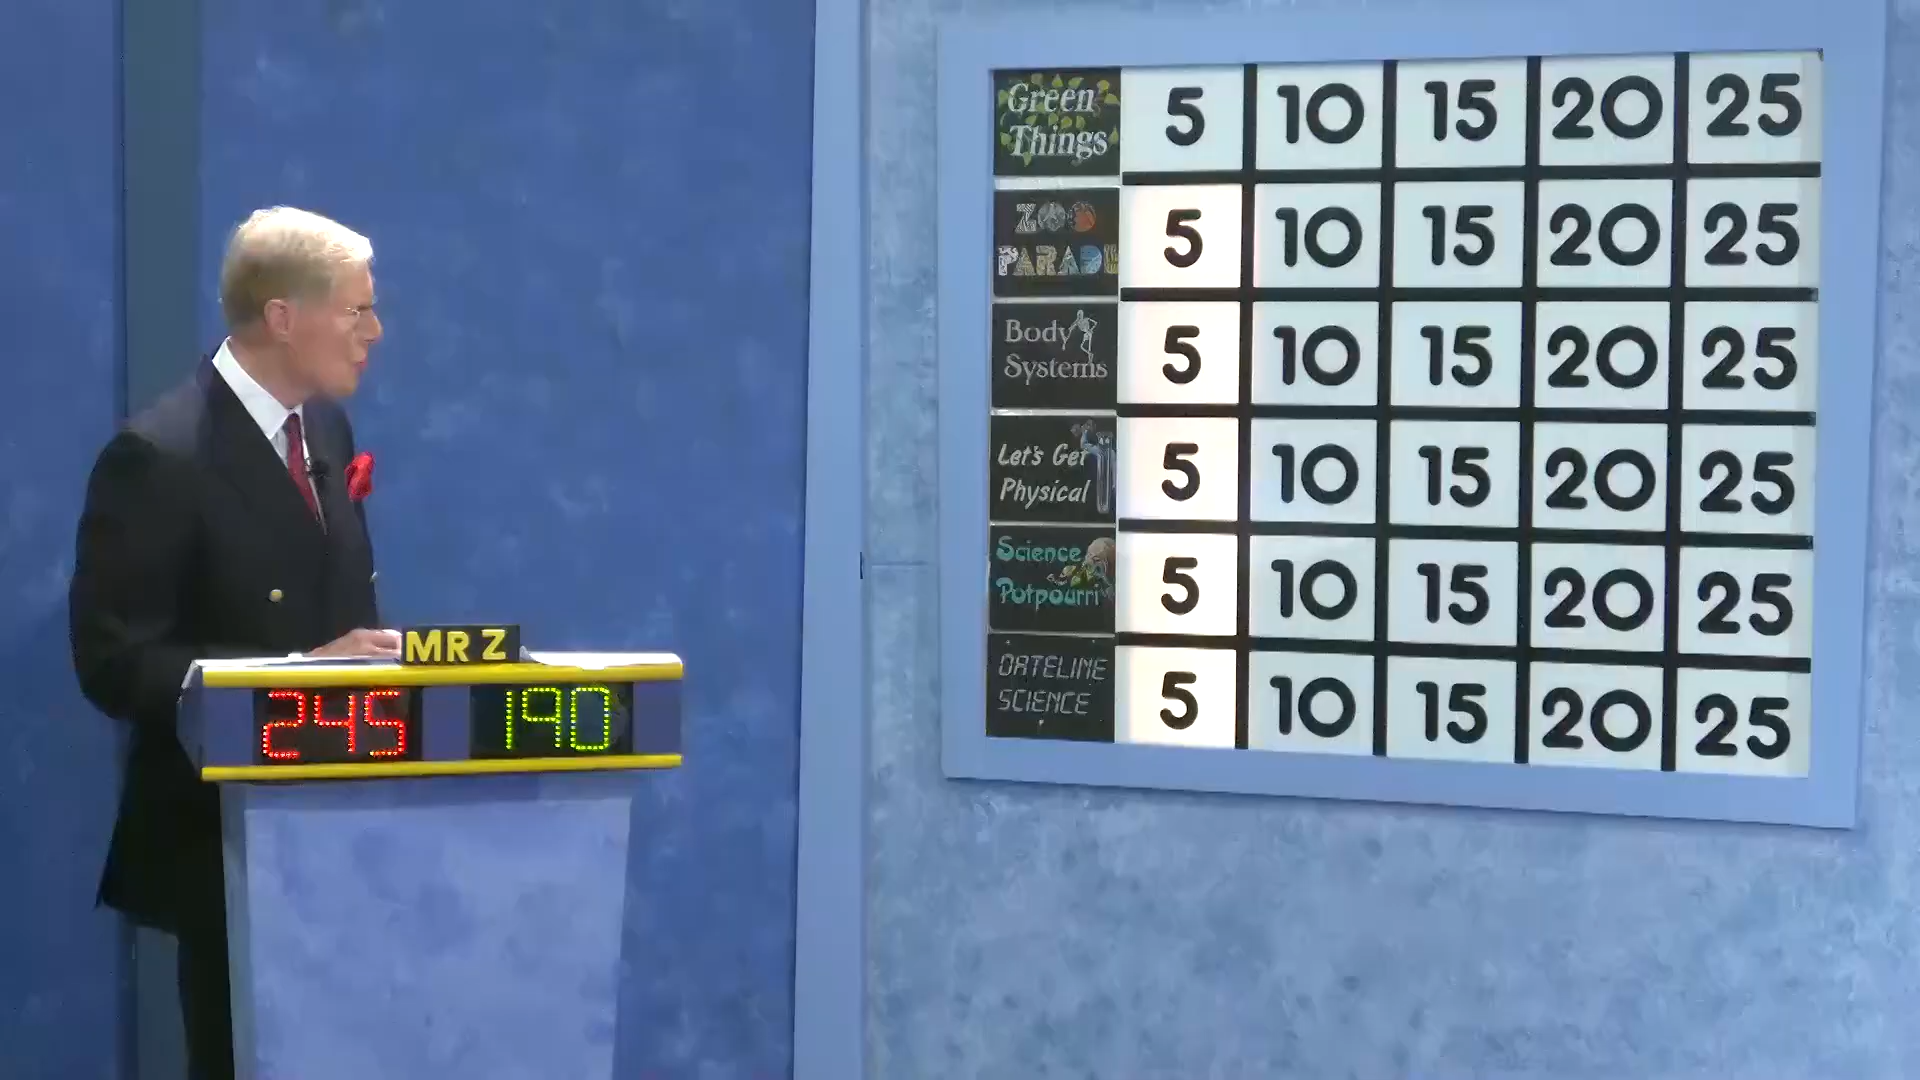 Green
Things
5 10 15 20 25
ZOO
PARADE
5 10 15 20 25
Body
Systems
5 10 15 20 25
Let's Get
Physical
5 10 15 20 25
Science
Potpourri
5 10 15 20 25
DATELINE
SCIENCE
5 10 15 20 25
MR Z
245 190